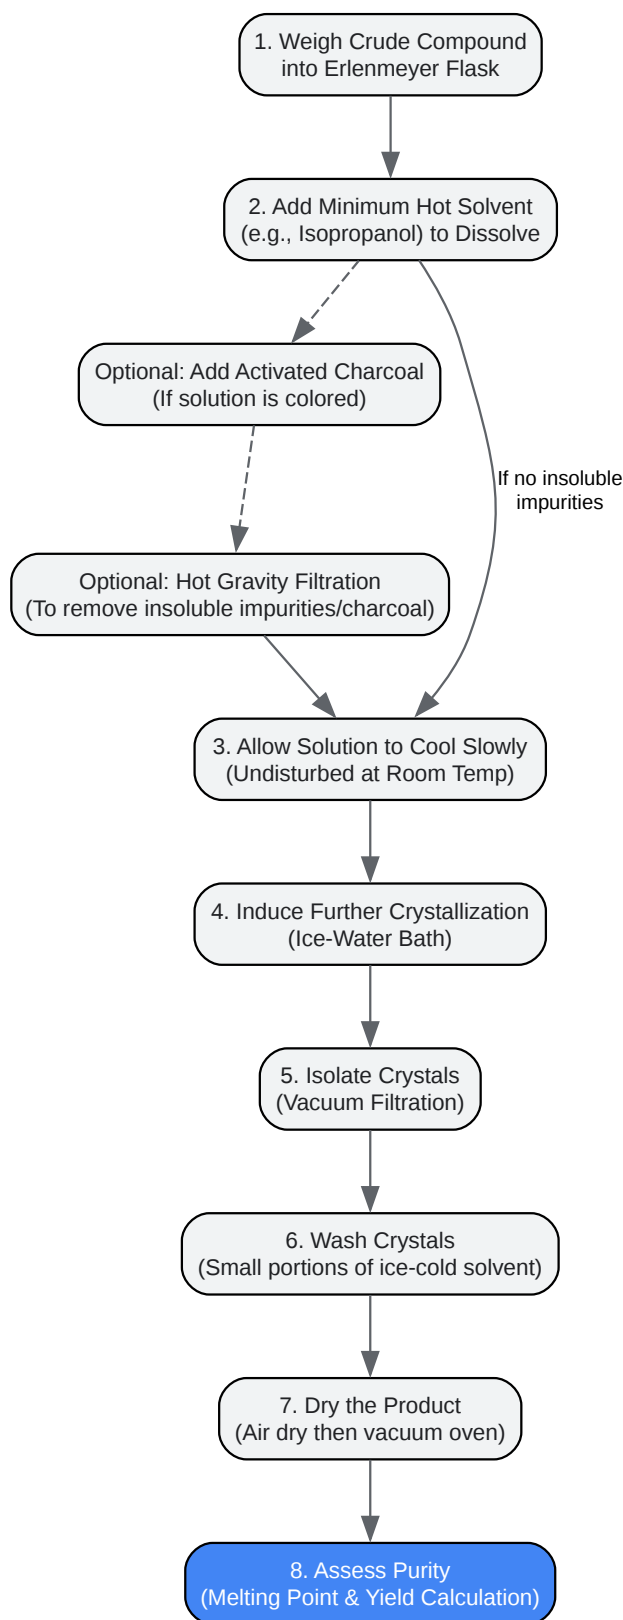 1. Weigh Crude Compound
into Erlenmeyer Flask
2. Add Minimum Hot Solvent
(e.g., Isopropanol) to Dissolve
Optional: Add Activated Charcoal
(If solution is colored)
If no insoluble
impurities
Optional: Hot Gravity Filtration
(To remove insoluble impurities/charcoal)
3. Allow Solution to Cool Slowly
(Undisturbed at Room Temp)
4. Induce Further Crystallization
(Ice-Water Bath)
5. Isolate Crystals
(Vacuum Filtration)
6. Wash Crystals
(Small portions of ice-cold solvent)
7. Dry the Product
(Air dry then vacuum oven)
8. Assess Purity
(Melting Point & Yield Calculation)